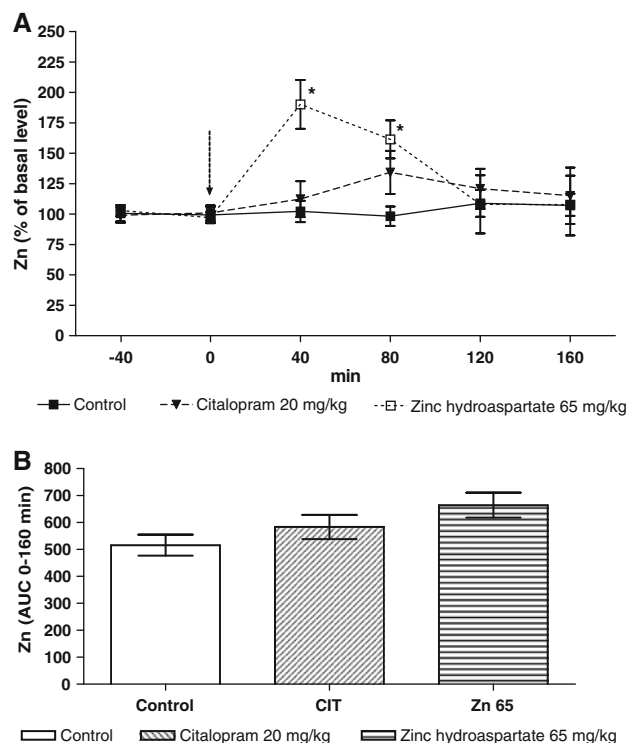 A
Zn (% of basal level)
250
225
200
175
150
125
100
75
50
25
0
* *
-40 0 40 80 120 160
min
Control Citalopram 20 mg/kg Zinc hydroaspartate 65 mg/kg
B
Zn (AUC 0-160 min)
800
700
600
500
400
300
200
100
0
Control CIT Zn 65
Control Citalopram 20 mg/kg Zinc hydroaspartate 65 mg/kg